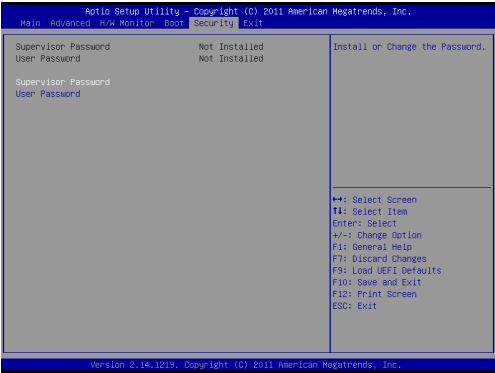 Aptio Setup Utility – Copyright (C) 2011 American Megatrends, Inc.
Main Advanced H/W Monitor Boot Security Exit
Supervisor Password Not Installed
User Password Not Installed
Supervisor Password
User Password
Install or Change the Password.
↔: Select Screen
↑↓: Select Item
Enter: Select
+/-: Change Option
F1: General Help
F7: Discard Changes
F9: Load UEFI Defaults
F10: Save and Exit
F12: Print Screen
ESC: Exit
Version 2.14.1219. Copyright (C) 2011 American Megatrends, Inc.